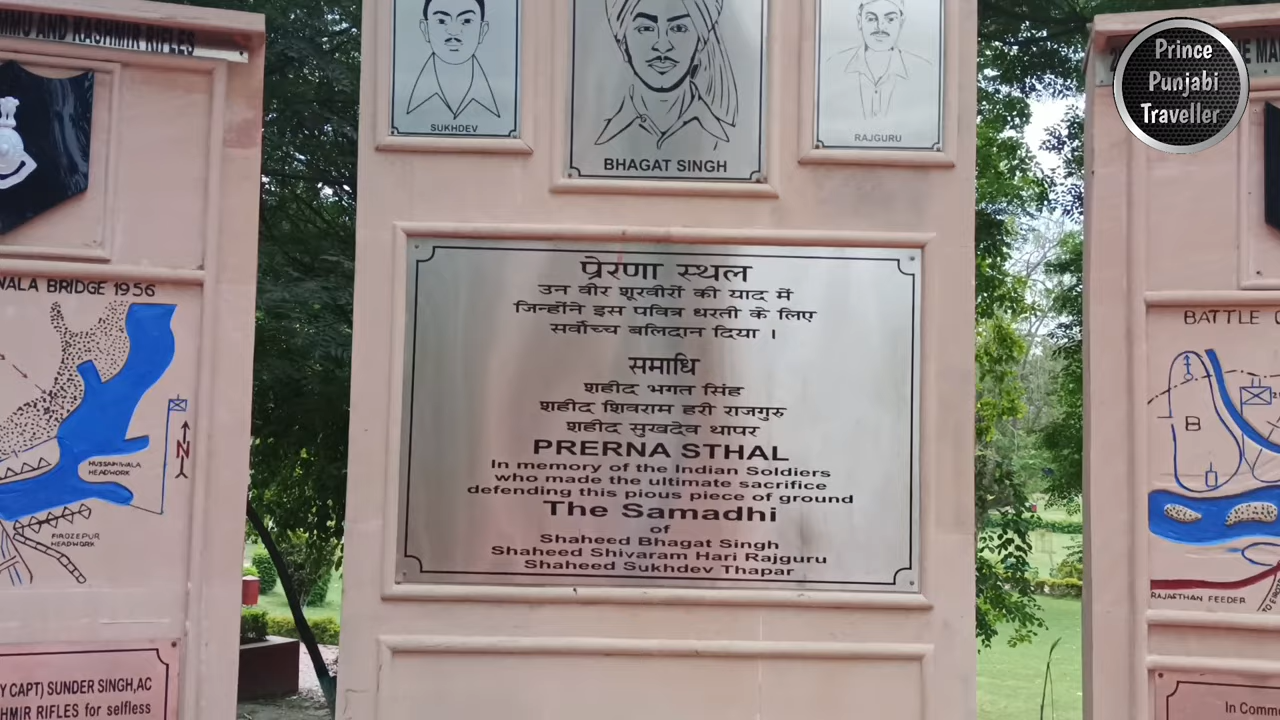 MMU AND KASHMIR RIFLES
WALA BRIDGE 1956
HUSSAINIWALA
HEADWORK
N
FIROZEPUR
HEADWORK
Y CAPT) SUNDER SINGH,AC
HMIR RIFLES for selfless
SUKHDEV
BHAGAT SINGH
RAJGURU
प्रेरणा स्थल
उन वीर शूरवीरों की याद में
जिन्होंने इस पवित्र धरती के लिए
सर्वोच्च बलिदान दिया ।
समाधि
शहीद भगत सिंह
शहीद शिवराम हरी राजगुरु
शहीद सुखदेव थापर
PRERNA STHAL
In memory of the Indian Soldiers
who made the ultimate sacrifice
defending this pious piece of ground
The Samadhi
of
Shaheed Bhagat Singh
Shaheed Shivaram Hari Rajguru
Shaheed Sukhdev Thapar
Prince
Punjabi
Traveller
BATTLE
B
RAJASTHAN FEEDER
In Comm